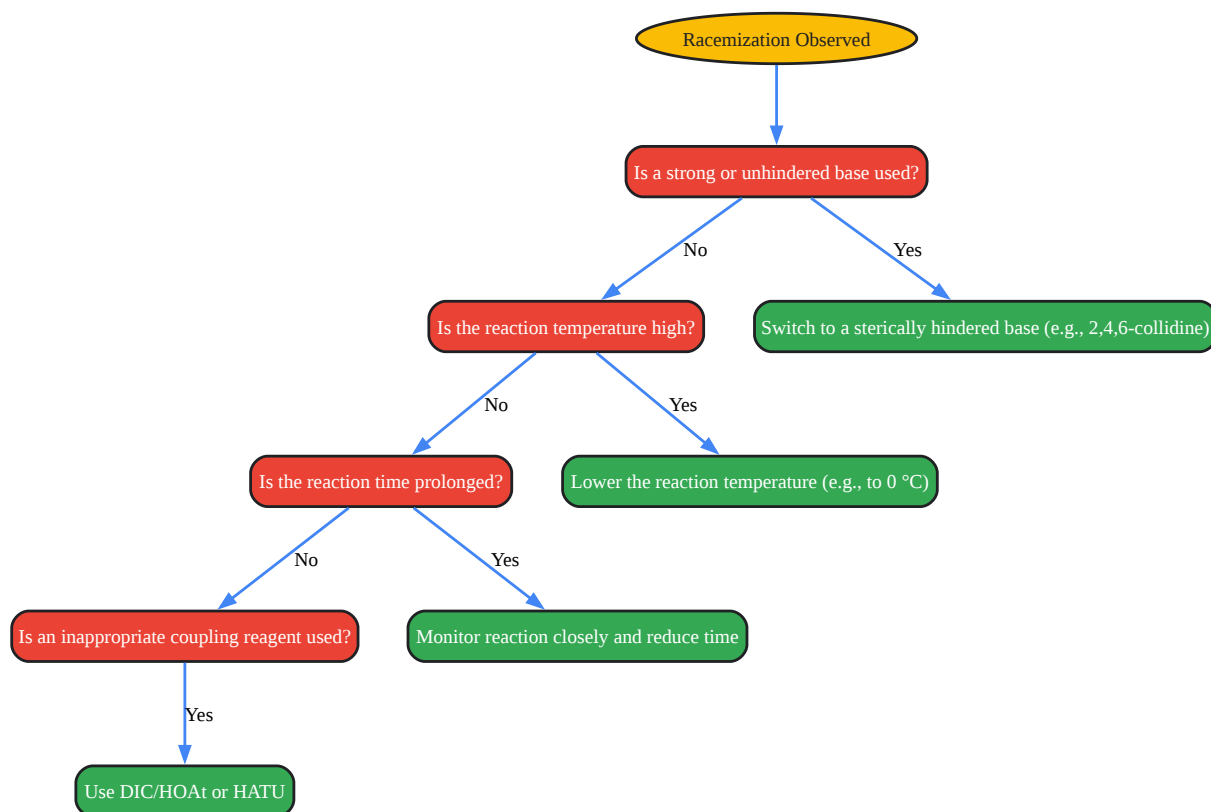 Racemization Observed
Is a strong or unhindered base used?
No
Yes
Is the reaction temperature high?
Switch to a sterically hindered base (e.g., 2,4,6-collidine)
No
Yes
Is the reaction time prolonged?
Lower the reaction temperature (e.g., to 0 °C)
No
Yes
Is an inappropriate coupling reagent used?
Monitor reaction closely and reduce time
Yes
Use DIC/HOAt or HATU